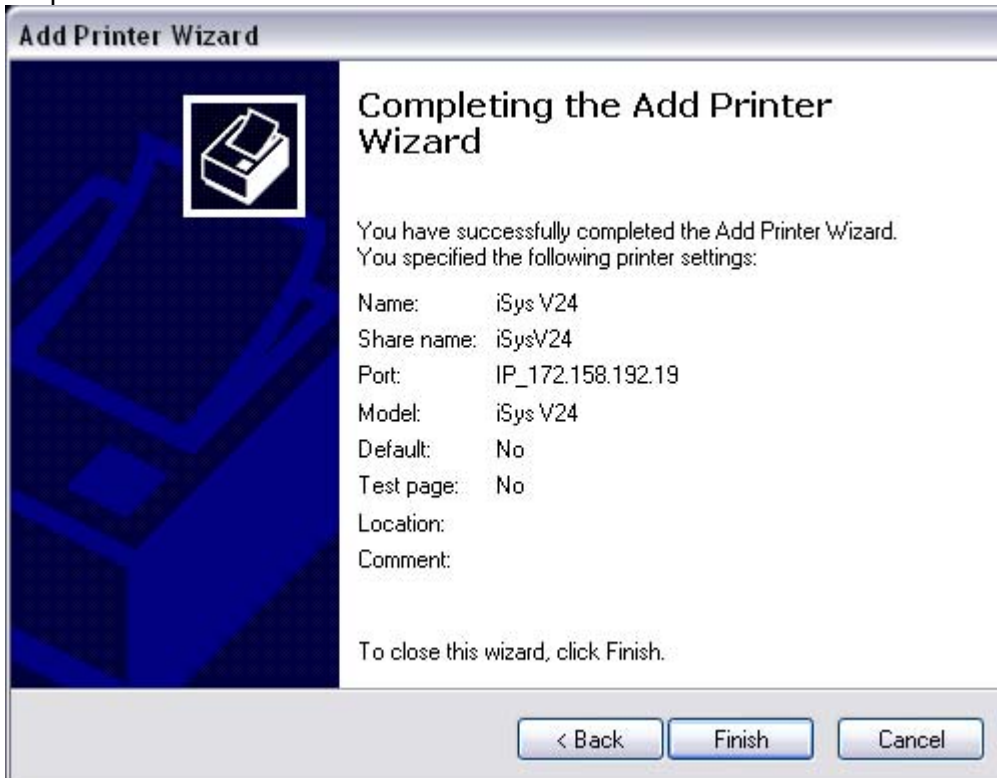 Add Printer Wizard
Completing the Add Printer
Wizard
You have successfully completed the Add Printer Wizard.
You specified the following printer settings:
Name: iSys V24
Share name: iSysV24
Port: IP_172.158.192.19
Model: iSys V24
Default: No
Test page: No
Location:
Comment:
To close this wizard, click Finish.
< Back Finish Cancel